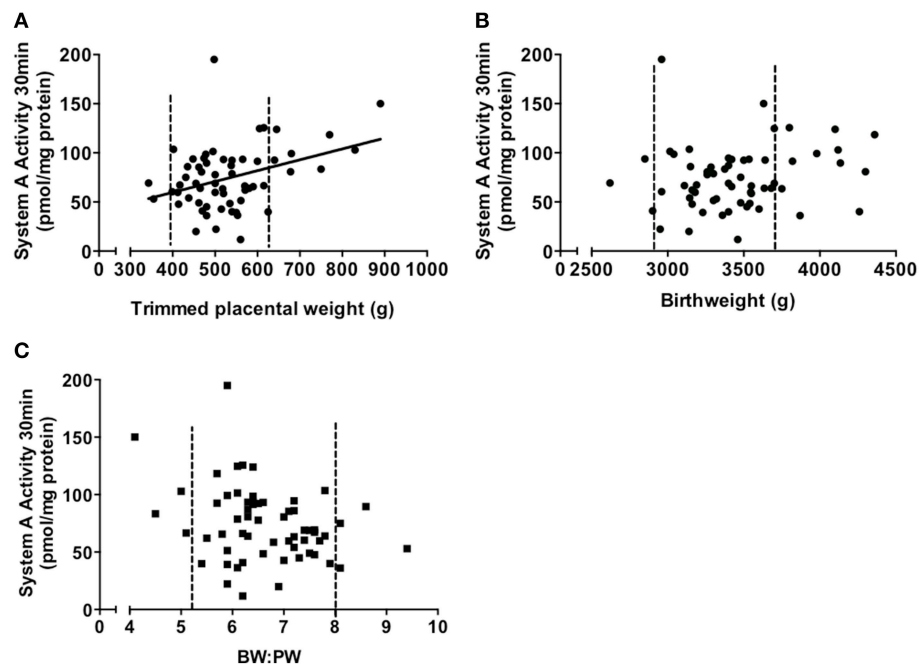 A
System A Activity 30min
(pmol/mg protein)
200
150
100
50
0
0 300 400 500 600 700 800 900 1000
Trimmed placental weight (g)
B
System A Activity 30min
(pmol/mg protein)
200
150
100
50
0
0 2500 3000 3500 4000 4500
Birthweight (g)
C
System A Activity 30min
(pmol/mg protein)
200
150
100
50
0
0 4 5 6 7 8 9 10
BW:PW